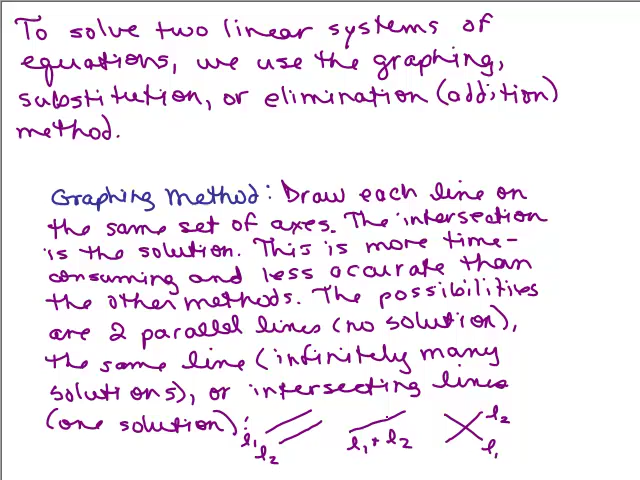 To solve two linear systems of
equations, we use the graphing,
substitution, or elimination (addition)
method.
Graphing Method: Draw each line on
the same set of axes. The intersection
is the solution. This is more time-
consuming and less accurate than
the other methods. The possibilities
are 2 parallel lines (no solution),
the same line (infinitely many
solutions), or intersecting lines
(one solution):
l₁ l₂
l₁ + l₂
l₂ l₁